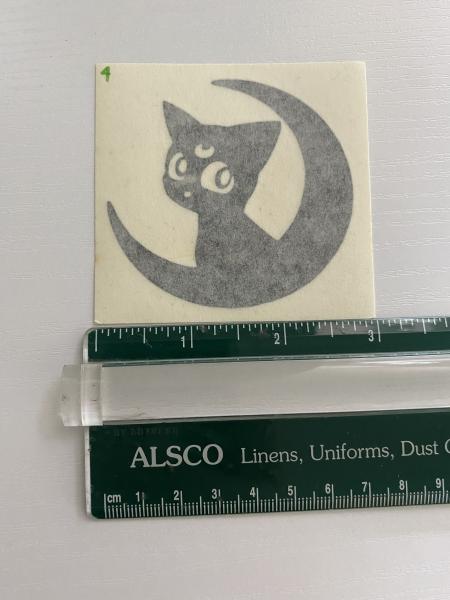 4
1 2 3
ALSCO Linens, Uniforms, Dust
cm 1 2 3 4 5 6 7 8 9